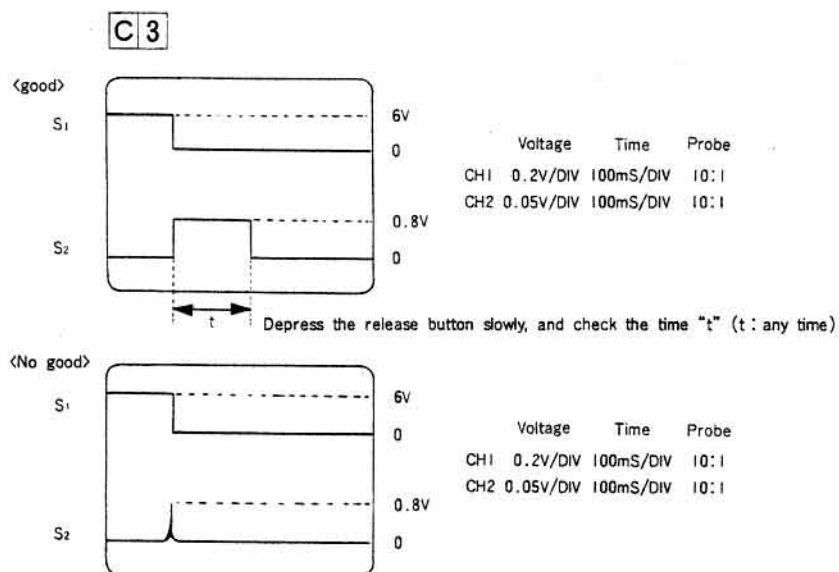 C 3
<good>
S1 6V
0
Voltage Time Probe
CH1 0.2V/DIV 100mS/DIV 10:1
CH2 0.05V/DIV 100mS/DIV 10:1
0.8V
S2 0
t
Depress the release button slowly, and check the time "t" (t : any time)
<No good>
S1 6V
0
Voltage Time Probe
CH1 0.2V/DIV 100mS/DIV 10:1
CH2 0.05V/DIV 100mS/DIV 10:1
0.8V
S2 0